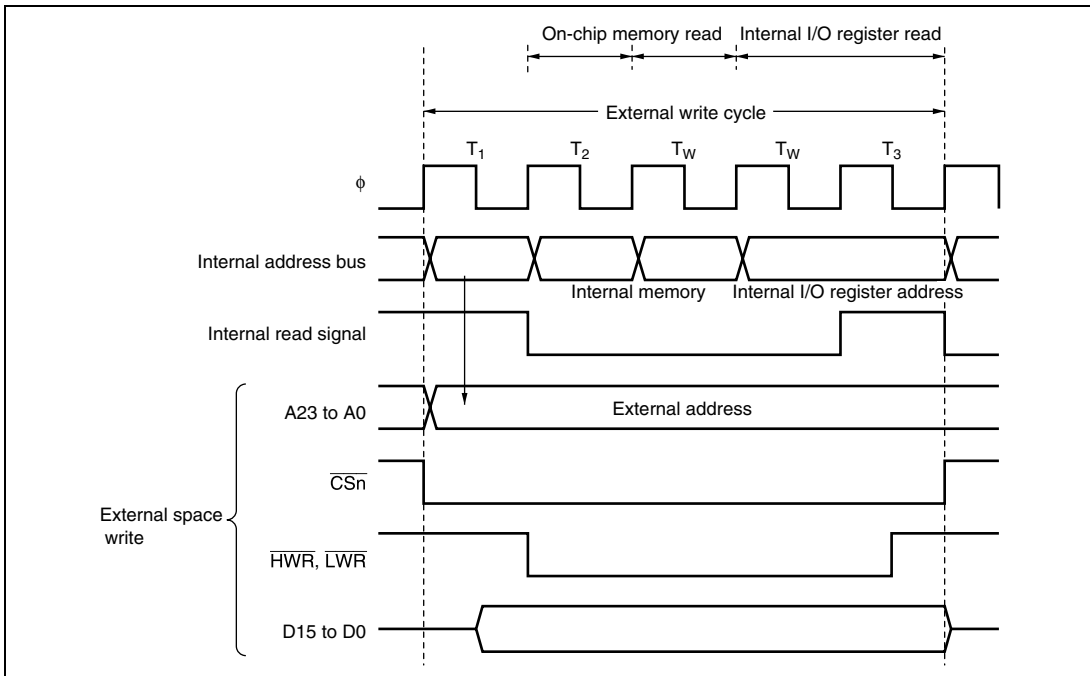 On-chip memory read Internal I/O register read
External write cycle
T1 T2 TW TW T3
ϕ
Internal address bus
Internal memory Internal I/O register address
Internal read signal
A23 to A0
External address
CSn
External space
write
HWR, LWR
D15 to D0